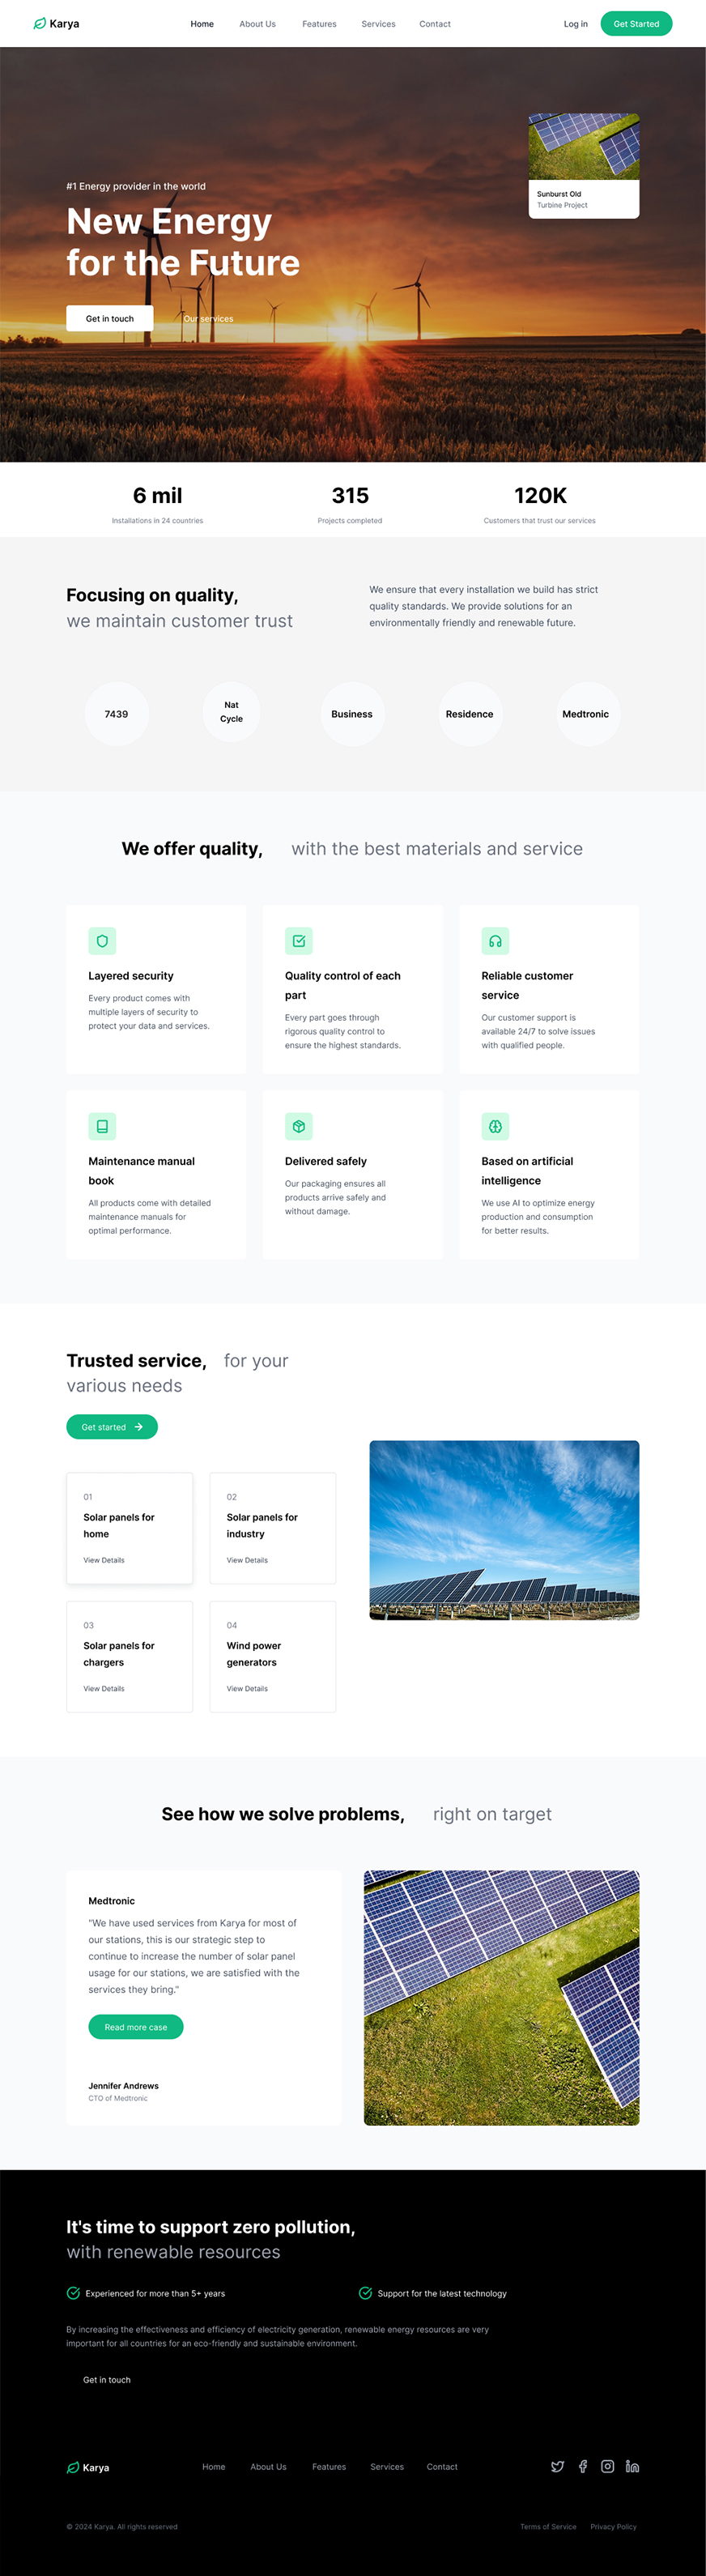 Karya
Home About Us Features Services Contact
Log in Get Started
#1 Energy provider in the world
New Energy
for the Future
Get in touch Our services
Sunburst Old
Turbine Project
6 mil
Installations in 24 countries
315
Projects completed
120K
Customers that trust our services
Focusing on quality,
we maintain customer trust
We ensure that every installation we build has strict
quality standards. We provide solutions for an
environmentally friendly and renewable future.
7439
Nat
Cycle
Business
Residence
Medtronic
We offer quality, with the best materials and service
Layered security
Every product comes with
multiple layers of security to
protect your data and services.
Quality control of each
part
Every part goes through
rigorous quality control to
ensure the highest standards.
Reliable customer
service
Our customer support is
available 24/7 to solve issues
with qualified people.
Maintenance manual
book
All products come with detailed
maintenance manuals for
optimal performance.
Delivered safely
Our packaging ensures all
products arrive safely and
without damage.
Based on artificial
intelligence
We use AI to optimize energy
production and consumption
for better results.
Trusted service, for your
various needs
Get started
01
Solar panels for
home
View Details
02
Solar panels for
industry
View Details
03
Solar panels for
chargers
View Details
04
Wind power
generators
View Details
See how we solve problems, right on target
Medtronic
"We have used services from Karya for most of
our stations, this is our strategic step to
continue to increase the number of solar panel
usage for our stations, we are satisfied with the
services they bring."
Read more case
Jennifer Andrews
CTO of Medtronic
It's time to support zero pollution,
with renewable resources
Experienced for more than 5+ years
Support for the latest technology
By increasing the effectiveness and efficiency of electricity generation, renewable energy resources are very
important for all countries for an eco-friendly and sustainable environment.
Get in touch
Karya
Home About Us Features Services Contact
© 2024 Karya. All rights reserved
Terms of Service Privacy Policy